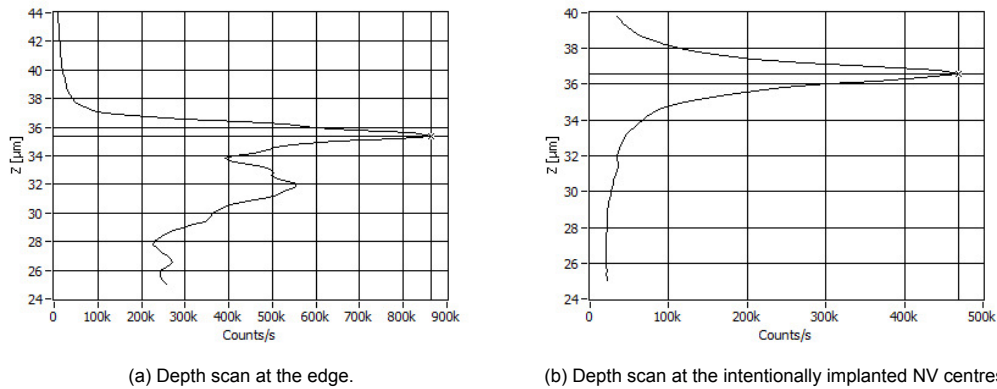 44
42
40
38
36
34
32
30
28
26
24
Z [µm]
0 100k 200k 300k 400k 500k 600k 700k 800k 900k
Counts/s
(a) Depth scan at the edge.
40
38
36
34
32
30
28
26
24
Z [µm]
0 100k 200k 300k 400k 500k
Counts/s
(b) Depth scan at the intentionally implanted NV centres